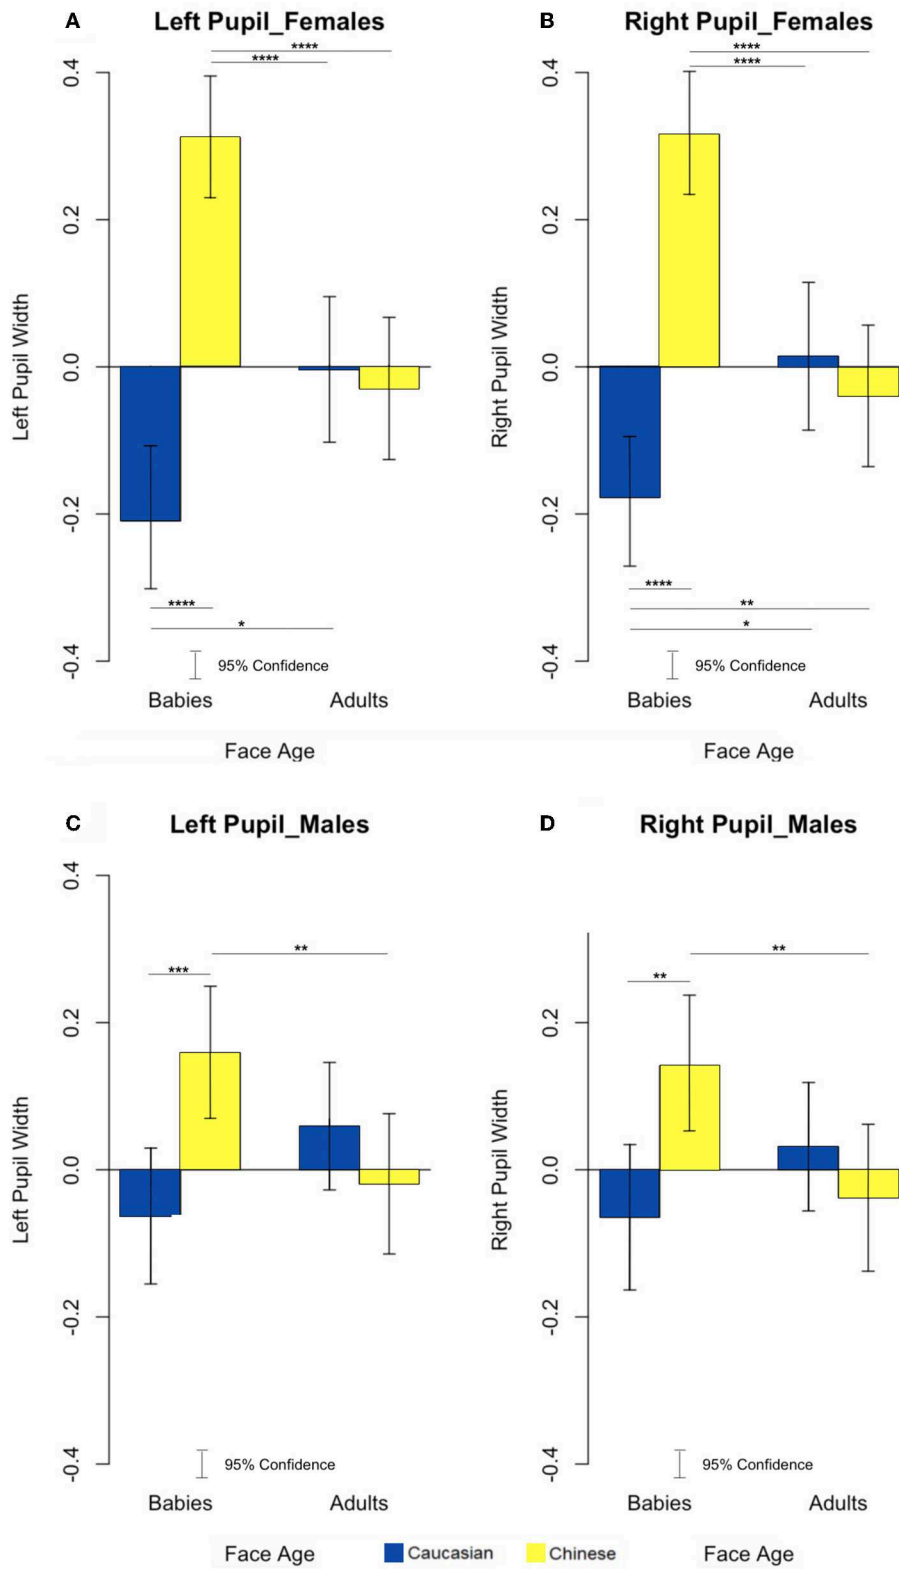 A Left Pupil_Females
****
****
0.4
0.2
0.0
-0.2
-0.4
Left Pupil Width
****
*
95% Confidence
Babies Adults
Face Age
B Right Pupil_Females
****
****
0.4
0.2
0.0
-0.2
-0.4
Right Pupil Width
****
**
*
95% Confidence
Babies Adults
Face Age
C Left Pupil_Males
0.4
0.2
0.0
-0.2
-0.4
Left Pupil Width
**
***
95% Confidence
Babies Adults
Face Age
D Right Pupil_Males
0.2
0.0
-0.2
-0.4
Right Pupil Width
**
**
95% Confidence
Babies Adults
Face Age
Caucasian Chinese